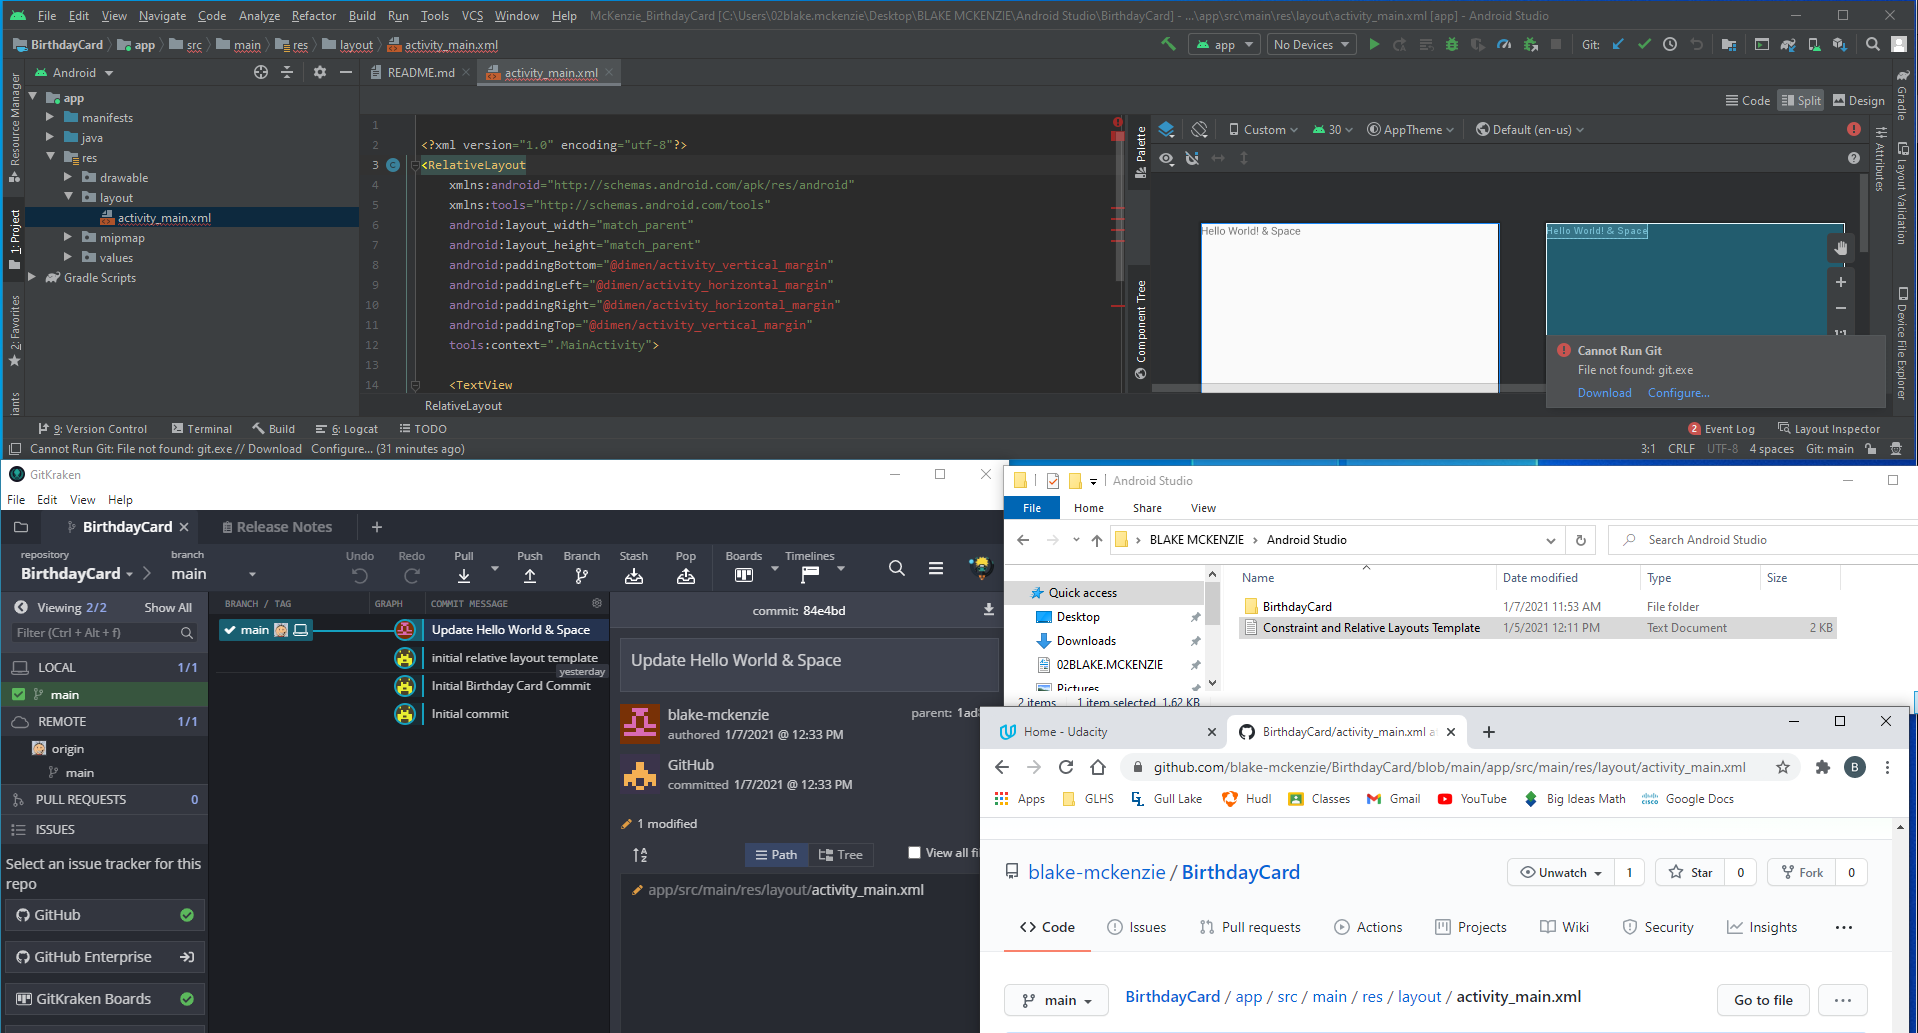 File Edit View Navigate Code Analyze Refactor Build Run Tools VCS Window Help McKenzie_BirthdayCard [C:\Users\02blake.mckenzie\Desktop\BLAKE MCKENZIE\Android Studio\BirthdayCard] - ...\app\src\main\res\layout\activity_main.xml [app] - Android Studio
BirthdayCard app src main res layout activity_main.xml app No Devices Git:
Android README.md activity_main.xml
Resource Manager
1: Project
2: Favorites
app
manifests
java
res
drawable
layout
activity_main.xml
mipmap
values
Gradle Scripts
Code Split Design
1
2 <?xml version="1.0" encoding="utf-8"?>
3 <RelativeLayout
4 xmlns:android="http://schemas.android.com/apk/res/android"
5 xmlns:tools="http://schemas.android.com/tools"
6 android:layout_width="match_parent"
7 android:layout_height="match_parent"
8 android:paddingBottom="@dimen/activity_vertical_margin"
9 android:paddingLeft="@dimen/activity_horizontal_margin"
10 android:paddingRight="@dimen/activity_horizontal_margin"
11 android:paddingTop="@dimen/activity_vertical_margin"
12 tools:context=".MainActivity">
13
14 <TextView
RelativeLayout
Palette
Component Tree
Custom 30 AppTheme Default (en-us)
Hello World! & Space
Hello World! & Space
Gradle
Attributes
Layout Validation
Device File Explorer
Cannot Run Git
File not found: git.exe
Download Configure...
9: Version Control Terminal Build 6: Logcat TODO 2 Event Log Layout Inspector
Cannot Run Git: File not found: git.exe // Download Configure... (31 minutes ago) 3:1 CRLF UTF-8 4 spaces Git: main
GitKraken
File Edit View Help
BirthdayCard Release Notes
repository branch
BirthdayCard main
Undo Redo Pull Push Branch Stash Pop Boards Timelines
Viewing 2/2 Show All
Filter (Ctrl + Alt + f)
LOCAL 1/1
main
REMOTE 1/1
origin
main
PULL REQUESTS 0
ISSUES
Select an issue tracker for this
repo
GitHub
GitHub Enterprise
GitKraken Boards
BRANCH / TAG GRAPH COMMIT MESSAGE
main Update Hello World & Space
initial relative layout template
yesterday
Initial Birthday Card Commit
Initial commit
commit: 84e4bd
Update Hello World & Space
blake-mckenzie parent: 1ad
authored 1/7/2021 @ 12:33 PM
GitHub
committed 1/7/2021 @ 12:33 PM
1 modified
Path Tree View all fi
app/src/main/res/layout/activity_main.xml
Android Studio
File Home Share View
BLAKE MCKENZIE Android Studio Search Android Studio
Quick access
Desktop
Downloads
02BLAKE.MCKENZIE
Pictures
Name Date modified Type Size
BirthdayCard 1/7/2021 11:53 AM File folder
Constraint and Relative Layouts Template 1/5/2021 12:11 PM Text Document 2 KB
2 items 1 item selected 1.62 KB
Home - Udacity BirthdayCard/activity_main.xml a
github.com/blake-mckenzie/BirthdayCard/blob/main/app/src/main/res/layout/activity_main.xml B
Apps GLHS Gull Lake Hudl Classes Gmail YouTube Big Ideas Math Google Docs
blake-mckenzie / BirthdayCard Unwatch 1 Star 0 Fork 0
Code Issues Pull requests Actions Projects Wiki Security Insights
main BirthdayCard / app / src / main / res / layout / activity_main.xml Go to file